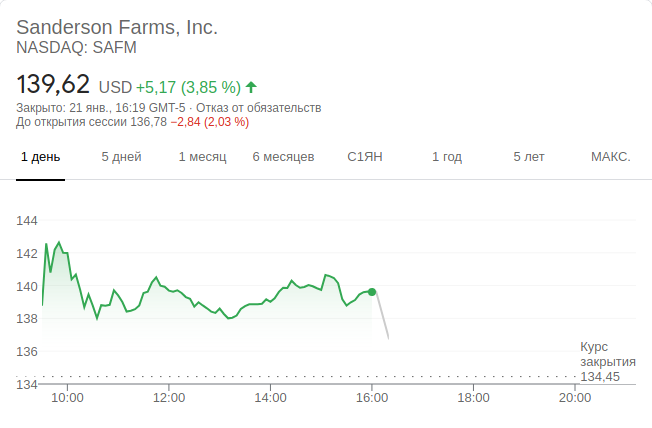 Sanderson Farms, Inc.
NASDAQ: SAFM
139,62 USD +5,17 (3,85 %)
Закрыто: 21 янв., 16:19 GMT-5 · Отказ от обязательств
До открытия сессии 136,78 −2,84 (2,03 %)
1 день 5 дней 1 месяц 6 месяцев С1ЯН 1 год 5 лет МАКС.
144
142
140
138
136
Курс
закрытия
134,45
134
10:00 12:00 14:00 16:00 18:00 20:00